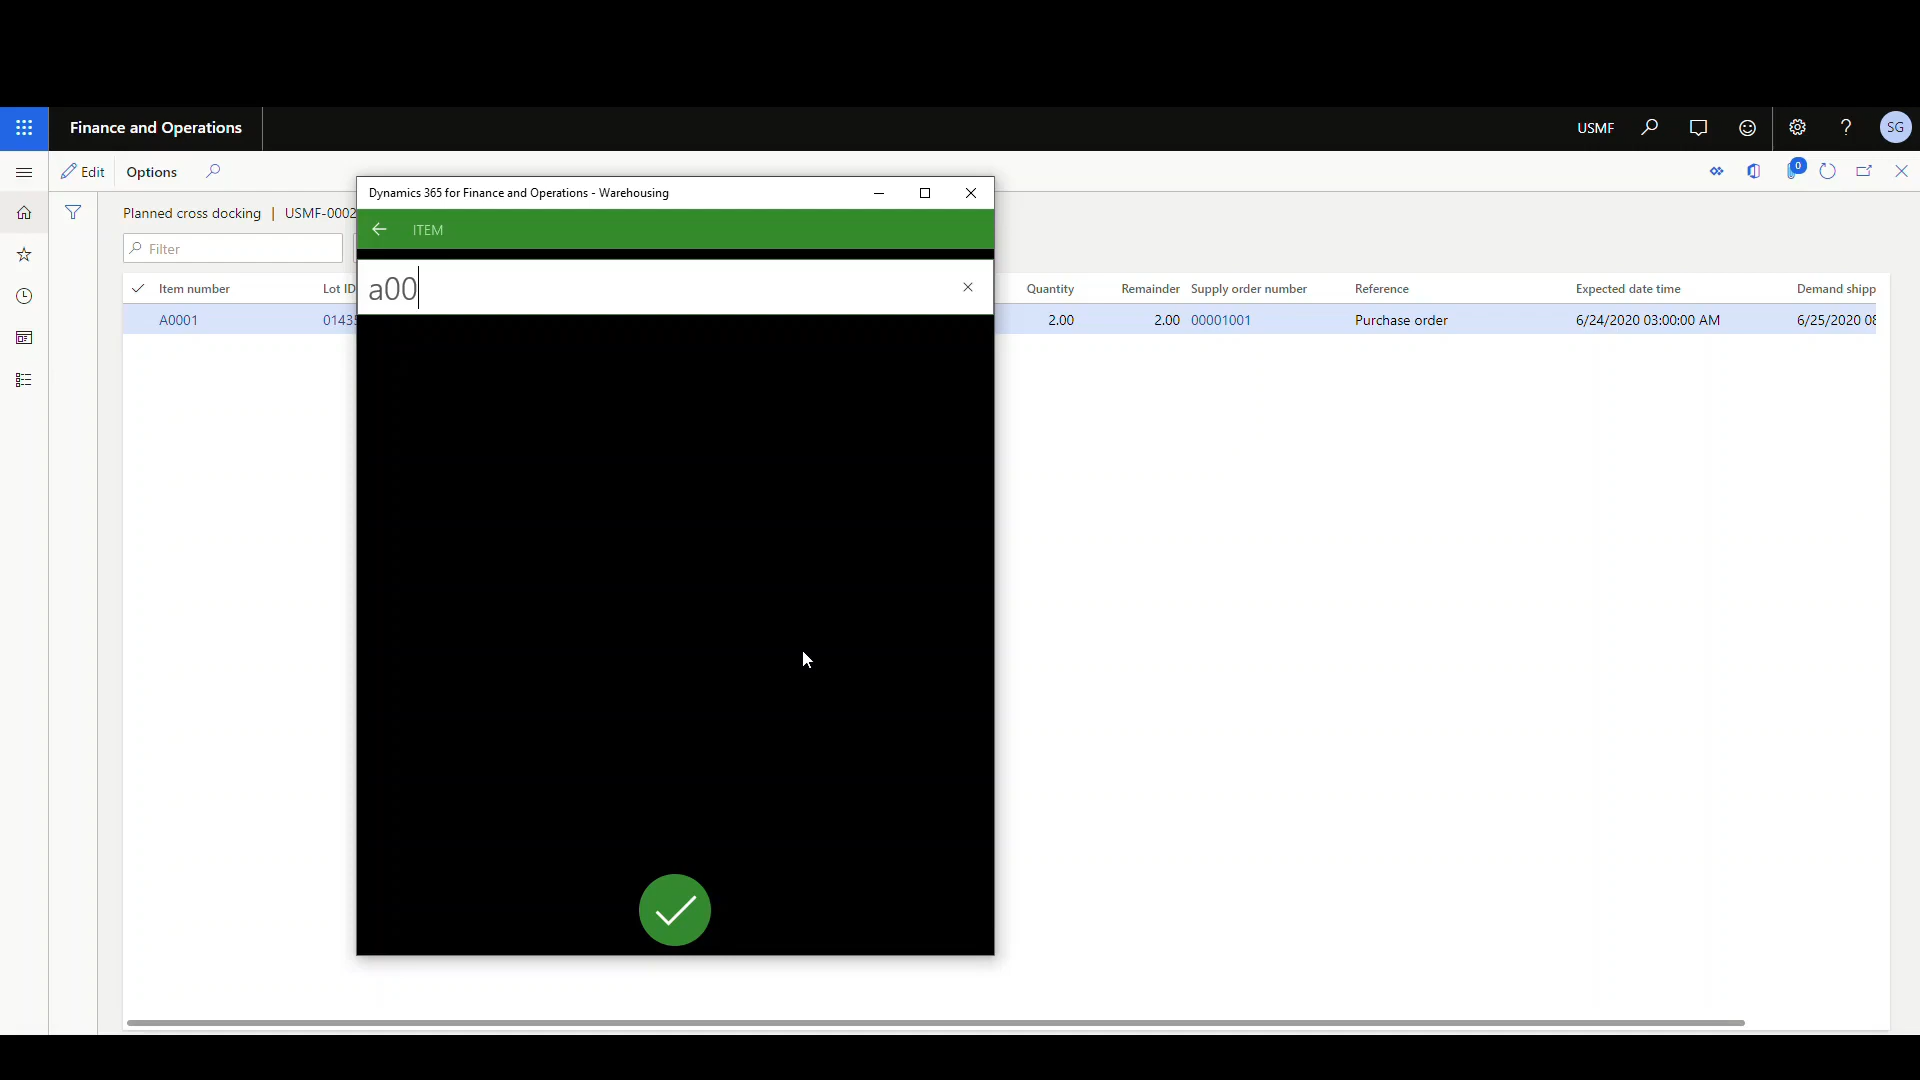 Finance and Operations
USMF
SG
Edit
Options
0
Dynamics 365 for Finance and Operations - Warehousing
Planned cross docking | USMF-0002
ITEM
Filter
a00
Item number Lot ID Quantity Remainder Supply order number Reference Expected date time Demand shipp
A0001 0143 2.00 2.00 00001001 Purchase order 6/24/2020 03:00:00 AM 6/25/2020 08